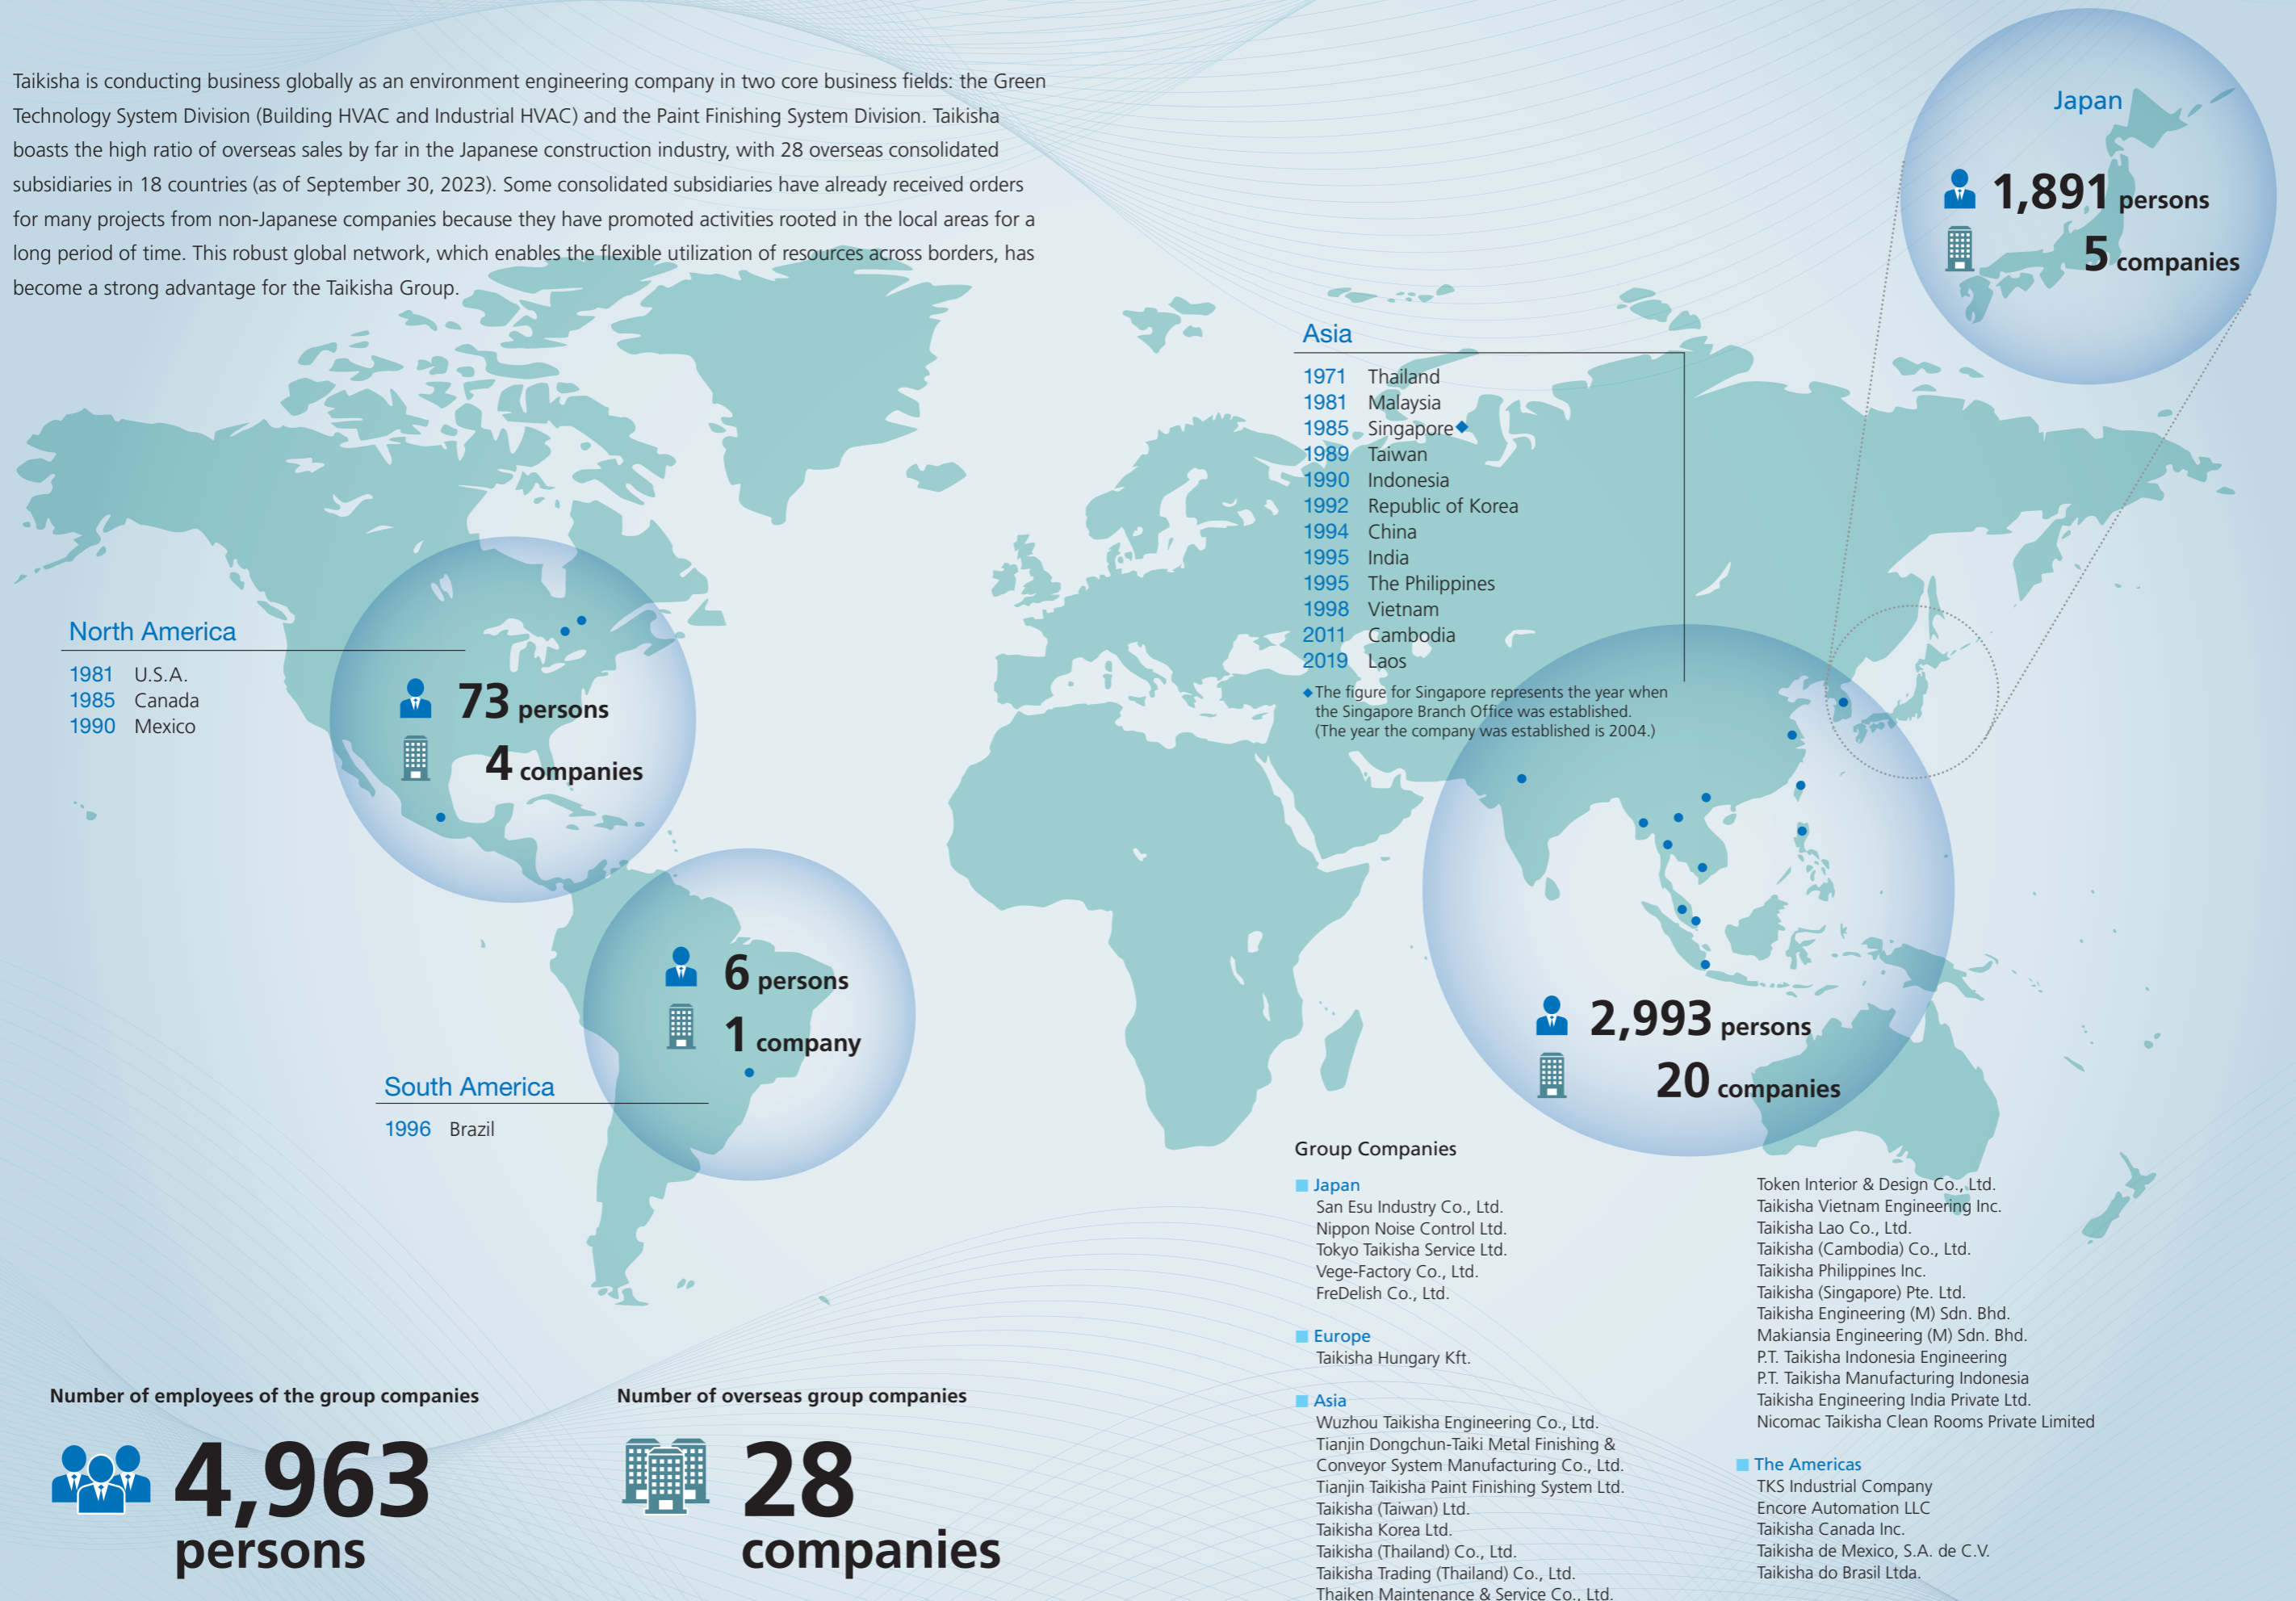 Taikisha is conducting business globally as an environment engineering company in two core business fields: the Green
Technology System Division (Building HVAC and Industrial HVAC) and the Paint Finishing System Division. Taikisha
boasts the high ratio of overseas sales by far in the Japanese construction industry, with 28 overseas consolidated
subsidiaries in 18 countries (as of September 30, 2023). Some consolidated subsidiaries have already received orders
for many projects from non-Japanese companies because they have promoted activities rooted in the local areas for a
long period of time. This robust global network, which enables the flexible utilization of resources across borders, has
become a strong advantage for the Taikisha Group.
Japan
1,891 persons
5 companies
Asia
1971 Thailand
1981 Malaysia
1985 Singapore◆
1989 Taiwan
1990 Indonesia
1992 Republic of Korea
1994 China
1995 India
1995 The Philippines
1998 Vietnam
2011 Cambodia
2019 Laos
◆The figure for Singapore represents the year when
the Singapore Branch Office was established.
(The year the company was established is 2004.)
North America
1981 U.S.A.
1985 Canada
1990 Mexico
73 persons
4 companies
6 persons
1 company
South America
1996 Brazil
2,993 persons
20 companies
Number of employees of the group companies
4,963
persons
Number of overseas group companies
28
companies
Group Companies
Japan
San Esu Industry Co., Ltd.
Nippon Noise Control Ltd.
Tokyo Taikisha Service Ltd.
Vege-Factory Co., Ltd.
FreDelish Co., Ltd.
Europe
Taikisha Hungary Kft.
Asia
Wuzhou Taikisha Engineering Co., Ltd.
Tianjin Dongchun-Taiki Metal Finishing &
Conveyor System Manufacturing Co., Ltd.
Tianjin Taikisha Paint Finishing System Ltd.
Taikisha (Taiwan) Ltd.
Taikisha Korea Ltd.
Taikisha (Thailand) Co., Ltd.
Taikisha Trading (Thailand) Co., Ltd.
Thaiken Maintenance & Service Co., Ltd.
Token Interior & Design Co., Ltd.
Taikisha Vietnam Engineering Inc.
Taikisha Lao Co., Ltd.
Taikisha (Cambodia) Co., Ltd.
Taikisha Philippines Inc.
Taikisha (Singapore) Pte. Ltd.
Taikisha Engineering (M) Sdn. Bhd.
Makiansia Engineering (M) Sdn. Bhd.
P.T. Taikisha Indonesia Engineering
P.T. Taikisha Manufacturing Indonesia
Taikisha Engineering India Private Ltd.
Nicomac Taikisha Clean Rooms Private Limited
The Americas
TKS Industrial Company
Encore Automation LLC
Taikisha Canada Inc.
Taikisha de Mexico, S.A. de C.V.
Taikisha do Brasil Ltda.